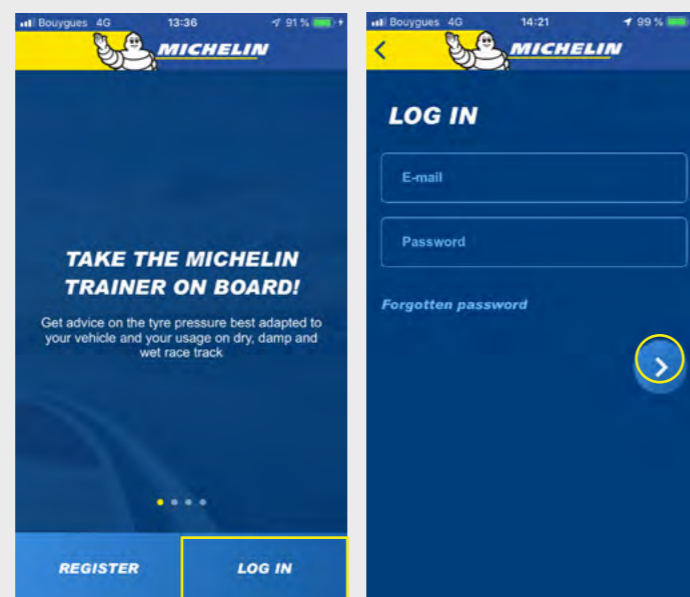 Bouygues 4G 13:36 91 %
MICHELIN
TAKE THE MICHELIN
TRAINER ON BOARD!
Get advice on the tyre pressure best adapted to
your vehicle and your usage on dry, damp and
wet race track
REGISTER LOG IN
Bouygues 4G 14:21 99 %
MICHELIN
LOG IN
E-mail
Password
Forgotten password